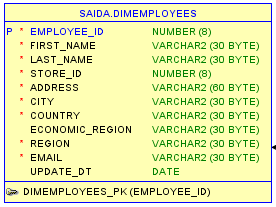 SAIDA.DIMEMPLOYEES
P * EMPLOYEE_ID NUMBER (8)
* FIRST_NAME VARCHAR2 (30 BYTE)
* LAST_NAME VARCHAR2 (30 BYTE)
* STORE_ID NUMBER (8)
* ADDRESS VARCHAR2 (60 BYTE)
* CITY VARCHAR2 (30 BYTE)
* COUNTRY VARCHAR2 (30 BYTE)
ECONOMIC_REGION VARCHAR2 (30 BYTE)
* REGION VARCHAR2 (30 BYTE)
* EMAIL VARCHAR2 (30 BYTE)
UPDATE_DT DATE
DIMEMPLOYEES_PK (EMPLOYEE_ID)